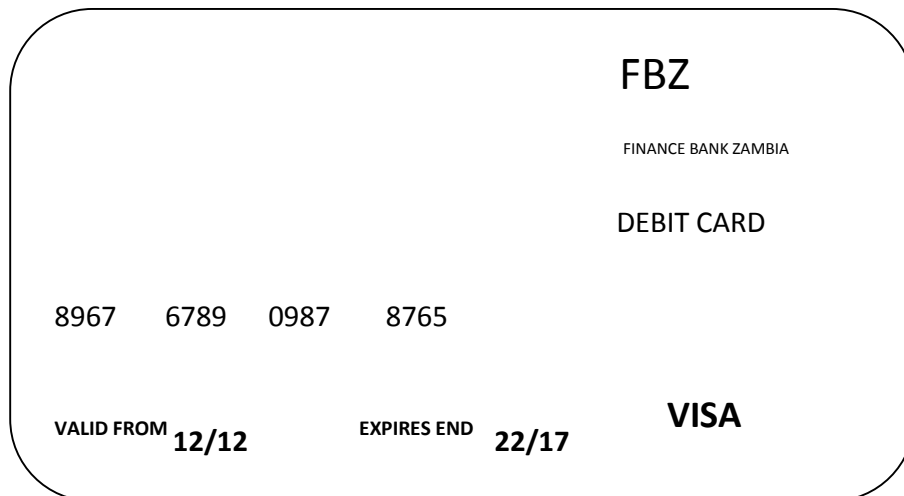 FBZ
FINANCE BANK ZAMBIA
DEBIT CARD
8967 6789 0987 8765
VISA
VALID FROM 12/12 EXPIRES END 22/17